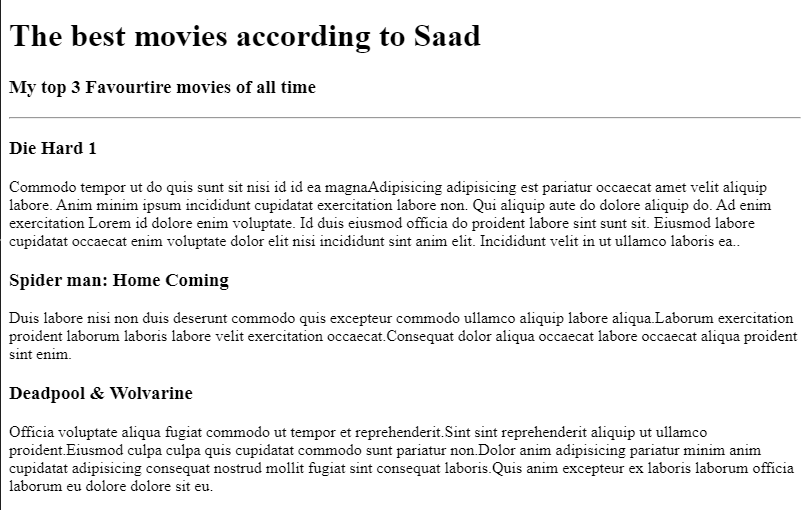 The best movies according to Saad
My top 3 Favourtire movies of all time
Die Hard 1
Commodo tempor ut do quis sunt sit nisi id id ea magnaAdipisicing adipisicing est pariatur occaecat amet velit aliquip
labore. Anim minim ipsum incididunt cupidatat exercitation labore non. Qui aliquip aute do dolore aliquip do. Ad enim
exercitation Lorem id dolore enim voluptate. Id duis eiusmod officia do proident labore sint sunt sit. Eiusmod labore
cupidatat occaecat enim voluptate dolor elit nisi incididunt sint anim elit. Incididunt velit in ut ullamco laboris ea..
Spider man: Home Coming
Duis labore nisi non duis deserunt commodo quis excepteur commodo ullamco aliquip labore aliqua.Laborum exercitation
proident laborum laboris labore velit exercitation occaecat.Consequat dolor aliqua occaecat labore occaecat aliqua proident
sint enim.
Deadpool & Wolvarine
Officia voluptate aliqua fugiat commodo ut tempor et reprehenderit.Sint sint reprehenderit aliquip ut ullamco
proident.Eiusmod culpa culpa quis cupidatat commodo sunt pariatur non.Dolor anim adipisicing pariatur minim anim
cupidatat adipisicing consequat nostrud mollit fugiat sint consequat laboris.Quis anim excepteur ex laboris laborum officia
laborum eu dolore dolore sit eu.